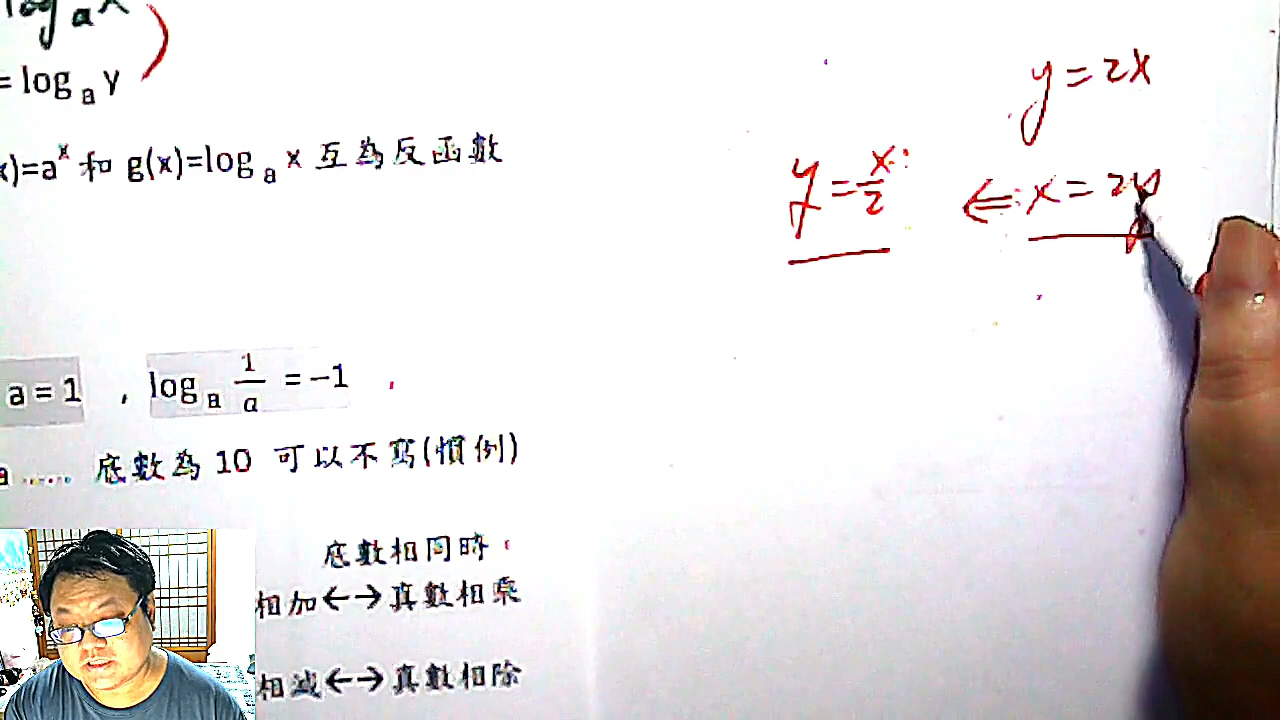 log a x
= log a y
x)=a^x 和 g(x)=log a x 互為反函數
y = 2x
x = 2y
⇐
y = x/2
a = 1 , log a 1/a = −1
a ..... 底數為 10 可以不寫(慣例)
底數相同時
相加←→真數相乘
相減←→真數相除